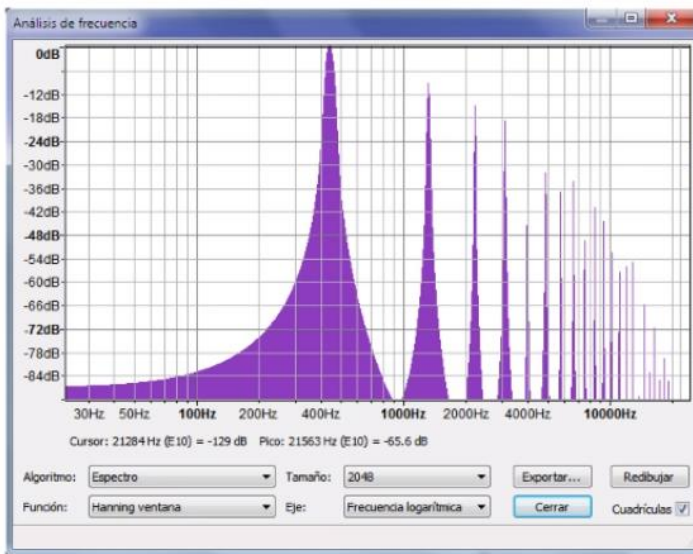 Análisis de frecuencia
0dB
-12dB
-18dB
-24dB
-30dB
-36dB
-42dB
-48dB
-54dB
-60dB
-66dB
-72dB
-78dB
-84dB
30Hz 50Hz 100Hz 200Hz 400Hz 1000Hz 2000Hz 4000Hz 10000Hz
Cursor: 21284 Hz (E10) = -129 dB Pico: 21563 Hz (E10) = -65.6 dB
Algoritmo: Espectro Tamaño: 2048 Exportar... Redibujar
Función: Hanning ventana Eje: Frecuencia logarítmica Cerrar Cuadrículas